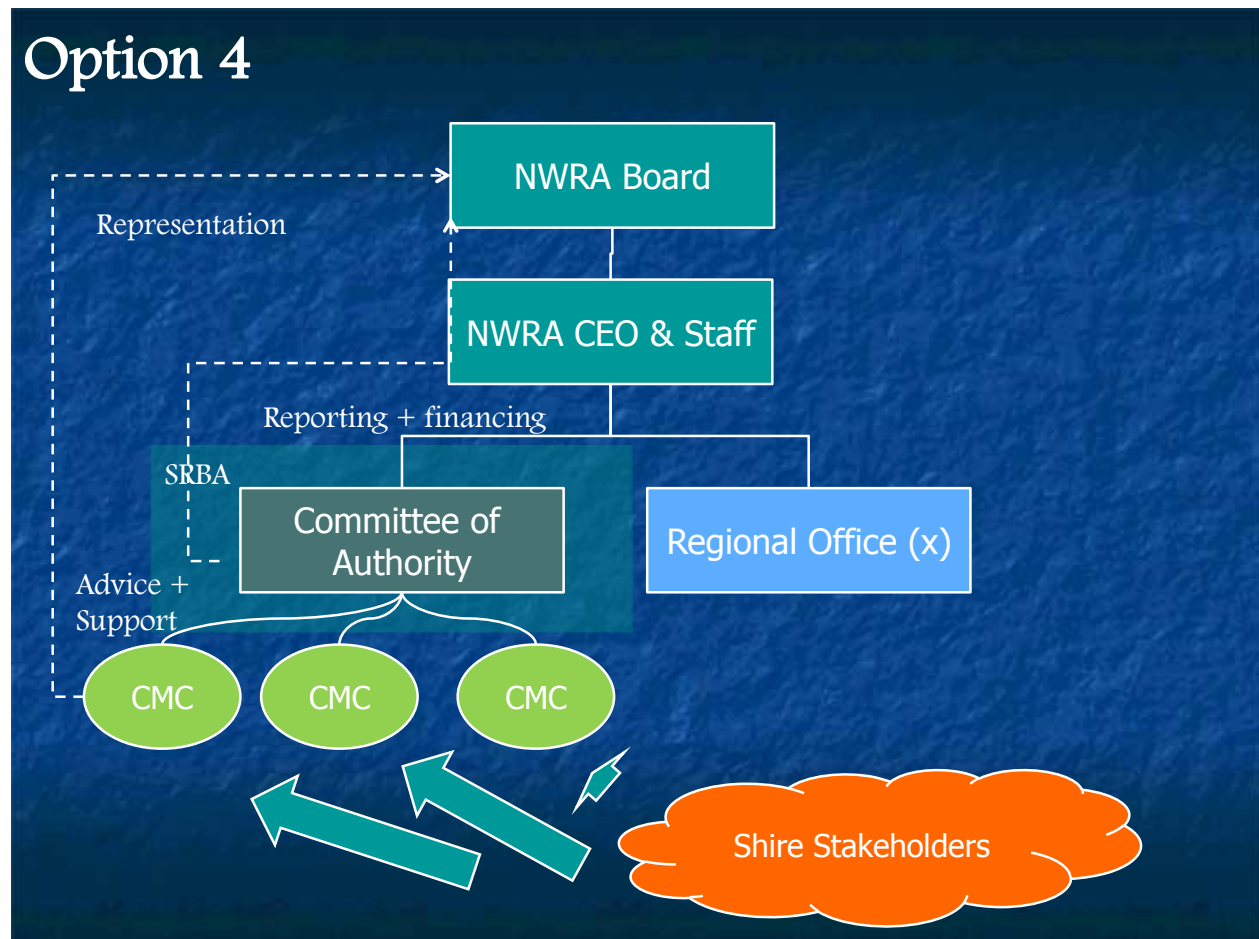 Option 4
NWRA Board
Representation
NWRA CEO & Staff
Reporting + financing
SRBA
Committee of
Authority
Regional Office (x)
Advice +
Support
CMC
CMC
CMC
Shire Stakeholders